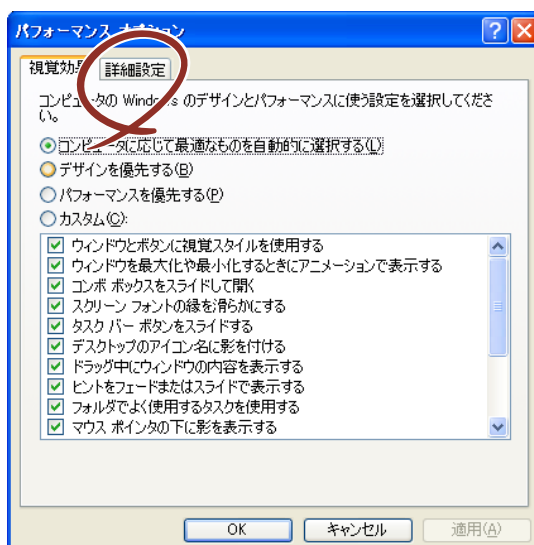 パフォーマンス オプション
視覚効果 詳細設定
コンピュータの Windows のデザインとパフォーマンスに使う設定を選択してくださ
い。
コンピュータに応じて最適なものを自動的に選択する(L)
デザインを優先する(B)
パフォーマンスを優先する(P)
カスタム(C):
ウィンドウとボタンに視覚スタイルを使用する
ウィンドウを最大化や最小化するときにアニメーションで表示する
コンボ ボックスをスライドして開く
スクリーン フォントの縁を滑らかにする
タスク バー ボタンをスライドする
デスクトップのアイコン名に影を付ける
ドラッグ中にウィンドウの内容を表示する
ヒントをフェードまたはスライドで表示する
フォルダでよく使用するタスクを使用する
マウス ポインタの下に影を表示する
OK キャンセル 適用(A)